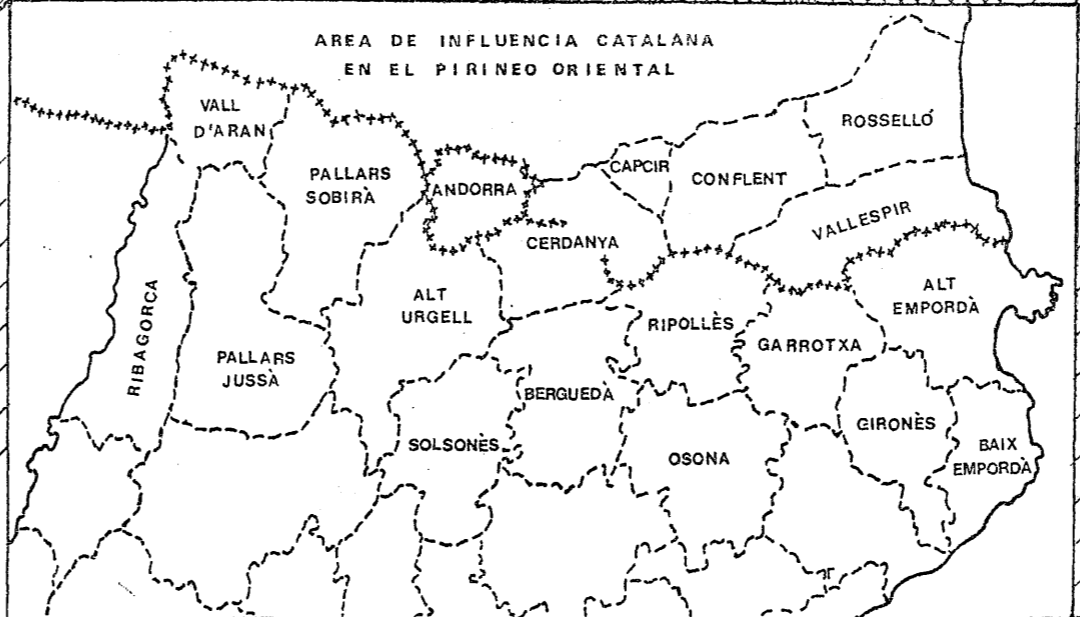 AREA DE INFLUENCIA CATALANA
EN EL PIRINEO ORIENTAL
VALL
D'ARAN
PALLARS
SOBIRÀ
ANDORRA
CAPCIR
CONFLENT
ROSSELLÓ
VALLESPIR
CERDANYA
RIBAGORCA
PALLARS
JUSSÀ
ALT
URGELL
RIPOLLÈS
GARROTXA
ALT
EMPORDÀ
BERGUEDÀ
SOLSONÈS
OSONA
GIRONÈS
BAIX
EMPORDÀ